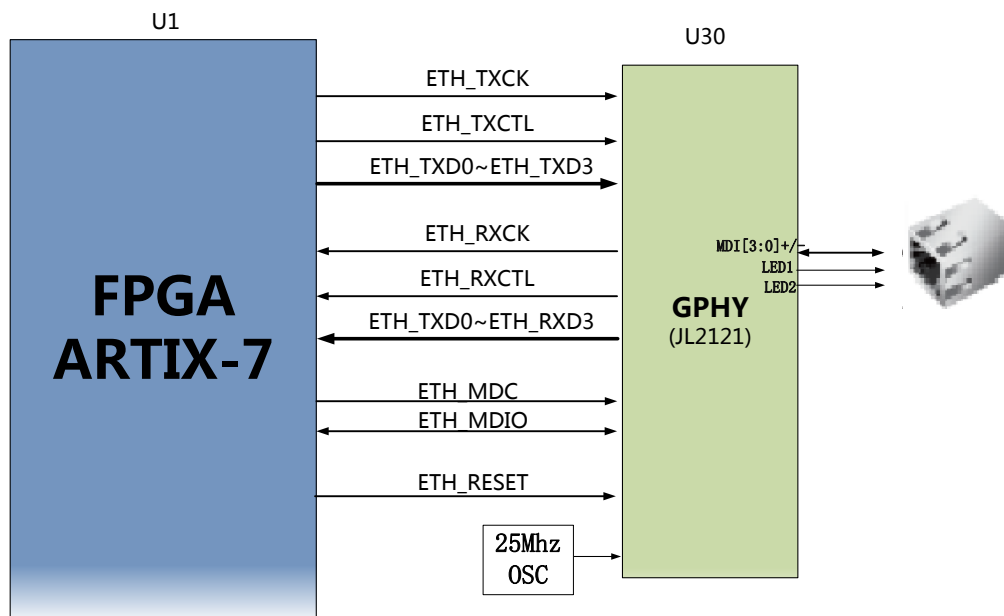 U1
U30
ETH_TXCK
ETH_TXCTL
ETH_TXD0~ETH_TXD3
ETH_RXCK
ETH_RXCTL
ETH_TXD0~ETH_RXD3
ETH_MDC
ETH_MDIO
ETH_RESET
FPGA
ARTIX-7
MDI[3:0]+/-
LED1
LED2
GPHY
(JL2121)
25Mhz
OSC